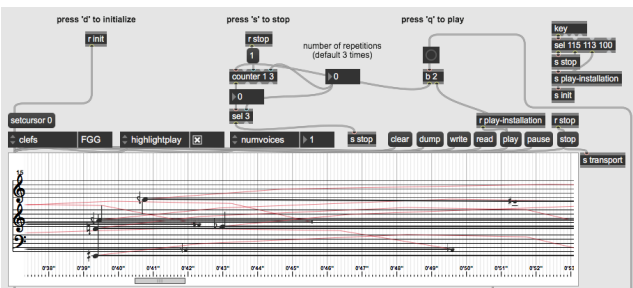 press 'd' to initialize
press 's' to stop
press 'q' to play
r init
r stop
1
number of repetitions
(default 3 times)
key
sel 115 113 100
s stop
s play-installation
s init
counter 1 3
0
b 2
0
sel 3
setcursor 0
r play-installation
r stop
clefs
FGG
highlightplay
numvoices
1
s stop
clear
dump
write
read
play
pause
stop
s transport
15
0'38"
0'39"
0'40"
0'41"
0'42"
0'43"
0'44"
0'45"
0'46"
0'47"
0'48"
0'49"
0'50"
0'51"
0'52"
0'53